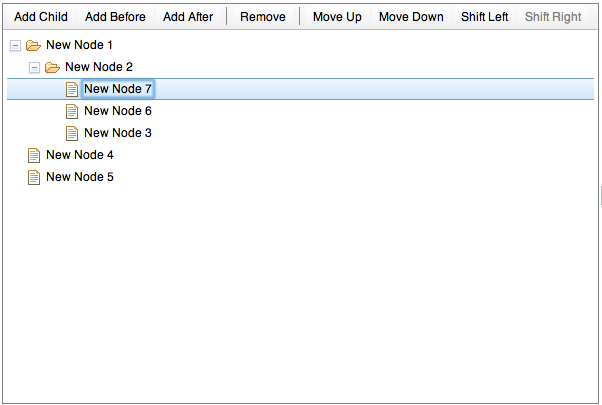 Add Child Add Before Add After Remove Move Up Move Down Shift Left Shift Right
New Node 1
New Node 2
New Node 7
New Node 6
New Node 3
New Node 4
New Node 5